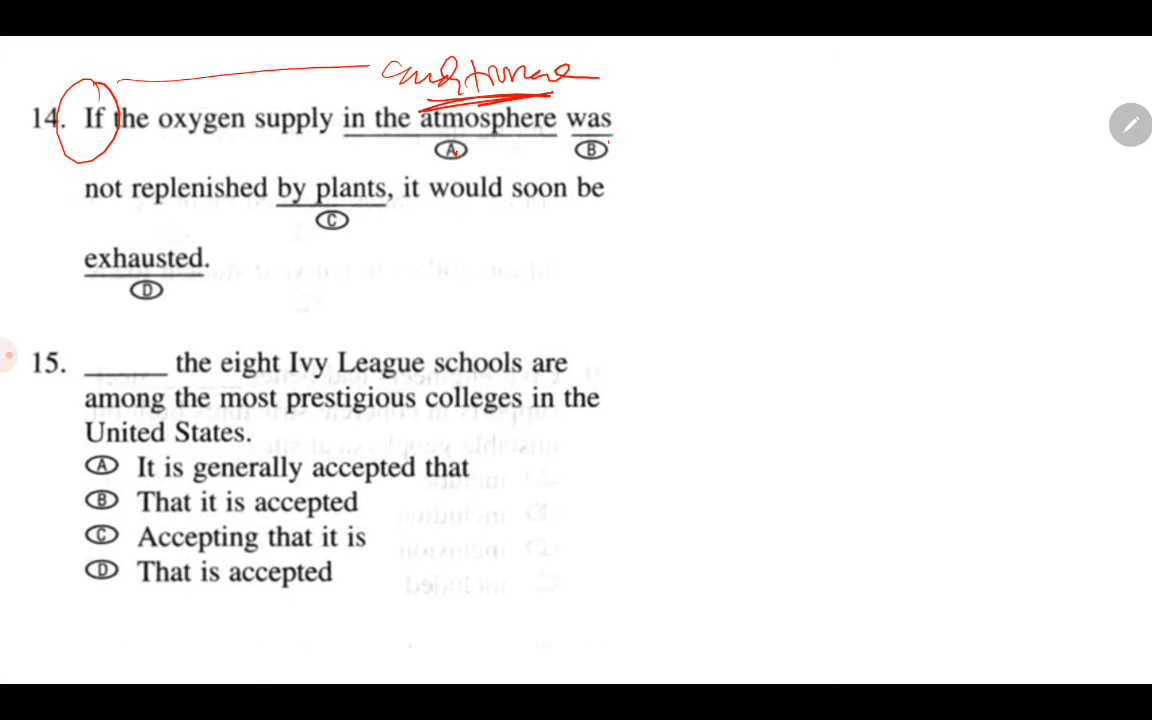 conditional
14. If the oxygen supply in the atmosphere was
A B
not replenished by plants, it would soon be
C
exhausted.
D
15. ______ the eight Ivy League schools are
among the most prestigious colleges in the
United States.
A It is generally accepted that
B That it is accepted
C Accepting that it is
D That is accepted